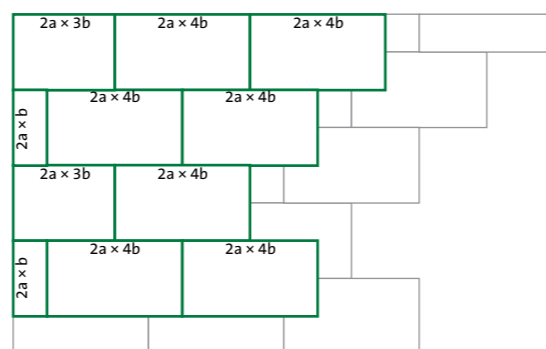 2a × 3b 2a × 4b 2a × 4b
2a × b 2a × 4b 2a × 4b
2a × 3b 2a × 4b
2a × b 2a × 4b 2a × 4b